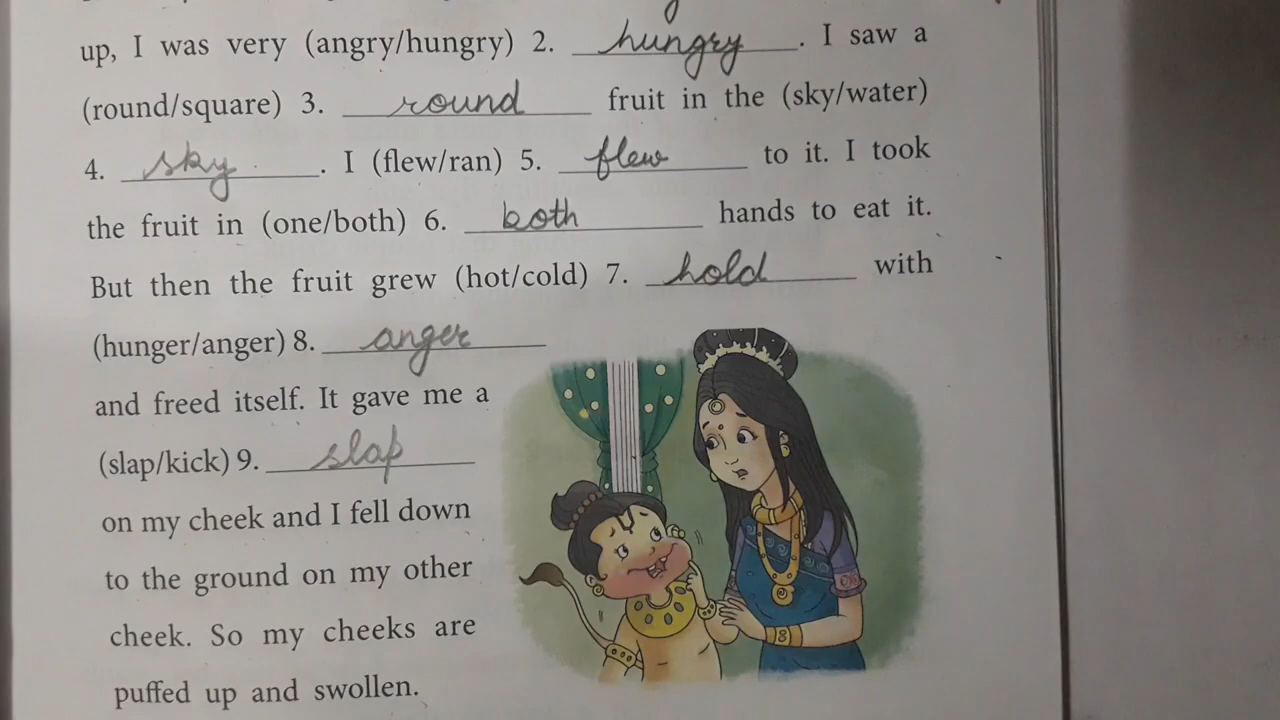 up, I was very (angry/hungry) 2. hungry. I saw a
(round/square) 3. round fruit in the (sky/water)
4. sky. I (flew/ran) 5. flew to it. I took
the fruit in (one/both) 6. both hands to eat it.
But then the fruit grew (hot/cold) 7. hold with
(hunger/anger) 8. anger
and freed itself. It gave me a
(slap/kick) 9. slap
on my cheek and I fell down
to the ground on my other
cheek. So my cheeks are
puffed up and swollen.